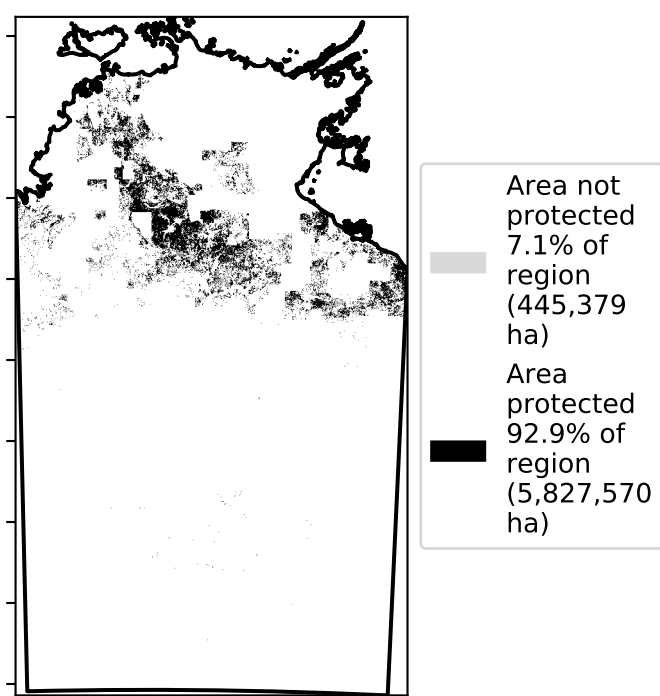 Area not
protected
7.1% of
region
(445,379
ha)
Area
protected
92.9% of
region
(5,827,570
ha)